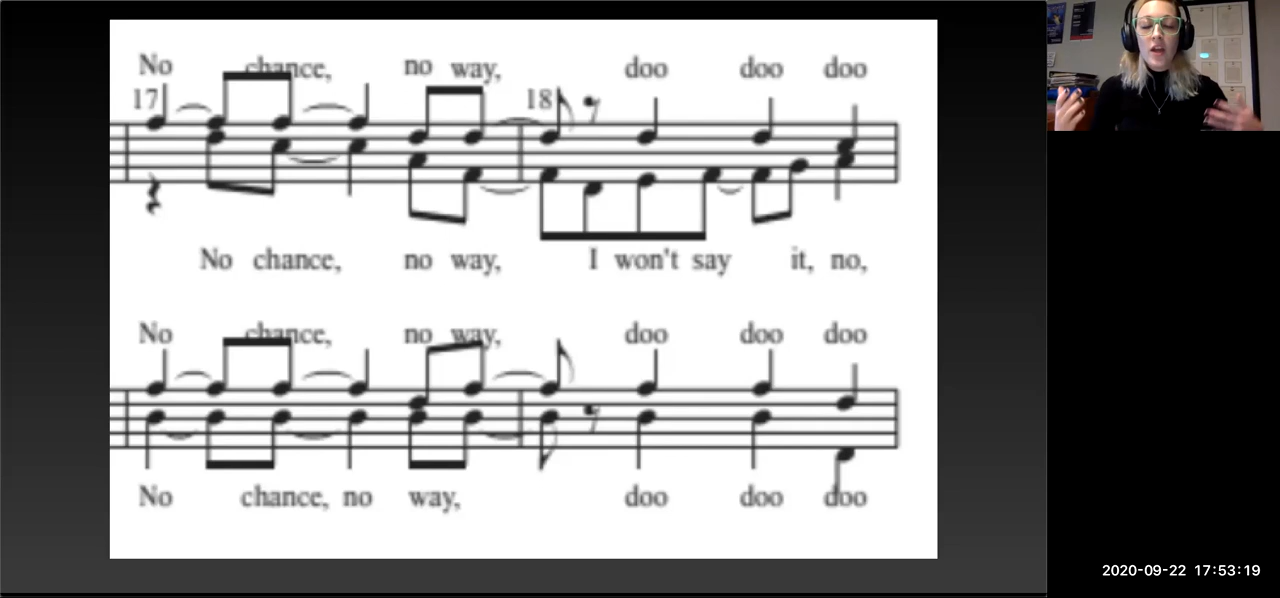 No chance, no way, doo doo doo
17 18
No chance, no way, I won't say it, no,
No chance, no way, doo doo doo
No chance, no way, doo doo doo
2020-09-22 17:53:19